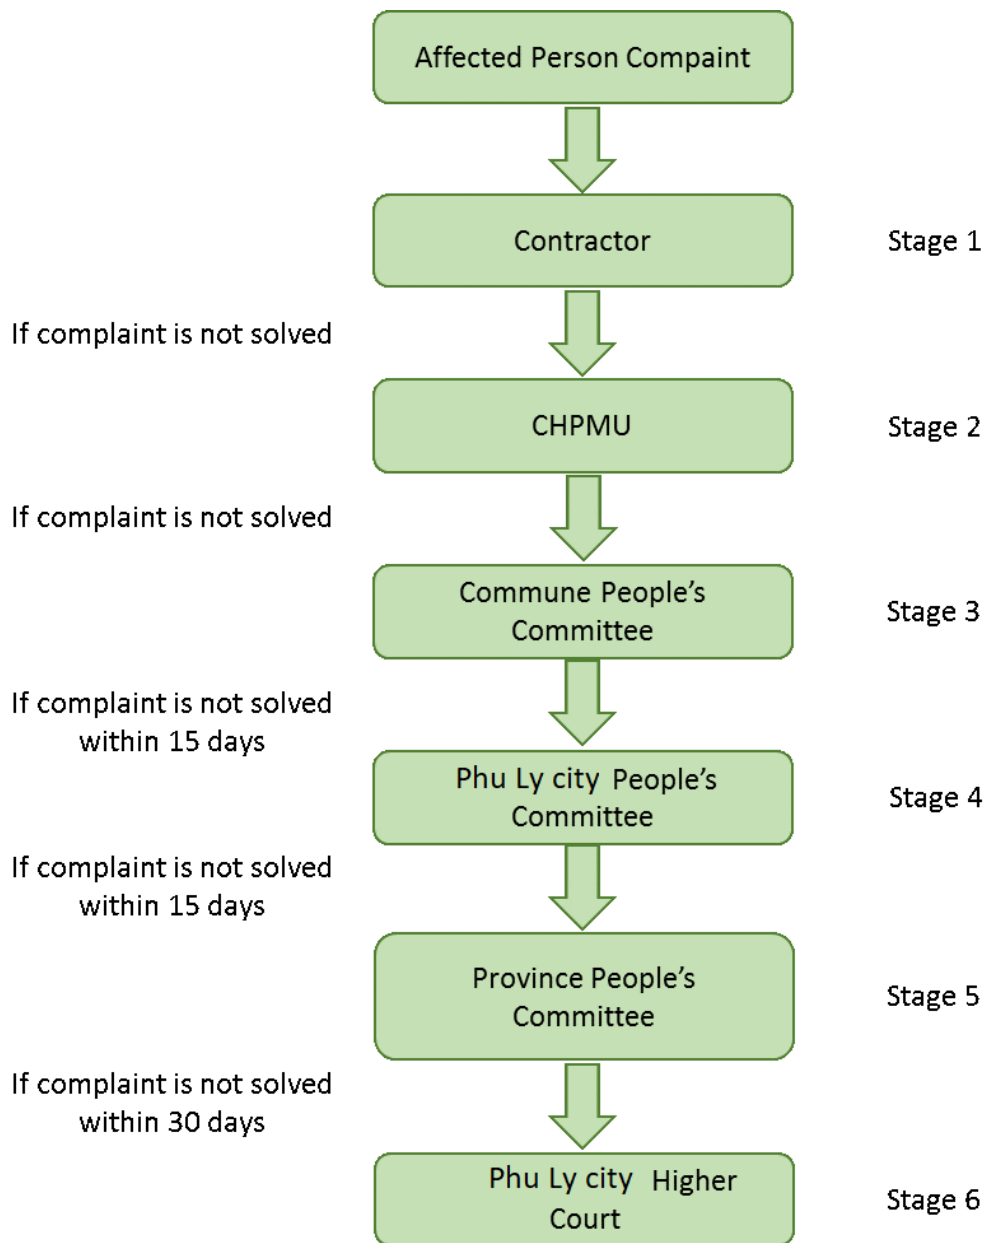 Affected Person Compaint
Contractor
Stage 1
If complaint is not solved
CHPMU
Stage 2
If complaint is not solved
Commune People's
Committee
Stage 3
If complaint is not solved
within 15 days
Phu Ly city People's
Committee
Stage 4
If complaint is not solved
within 15 days
Province People's
Committee
Stage 5
If complaint is not solved
within 30 days
Phu Ly city Higher
Court
Stage 6